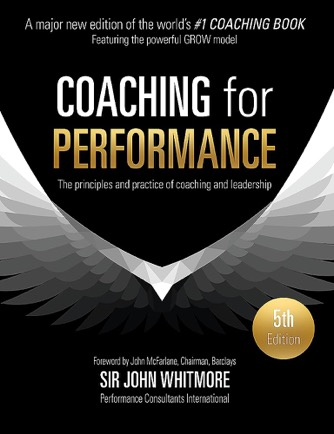 A major new edition of the world's #1 COACHING BOOK
Featuring the powerful GROW model
COACHING for
PERFORMANCE
The principles and practice of coaching and leadership
5th
Edition
Foreword by John McFarlane, Chairman, Barclays
SIR JOHN WHITMORE
Performance Consultants International